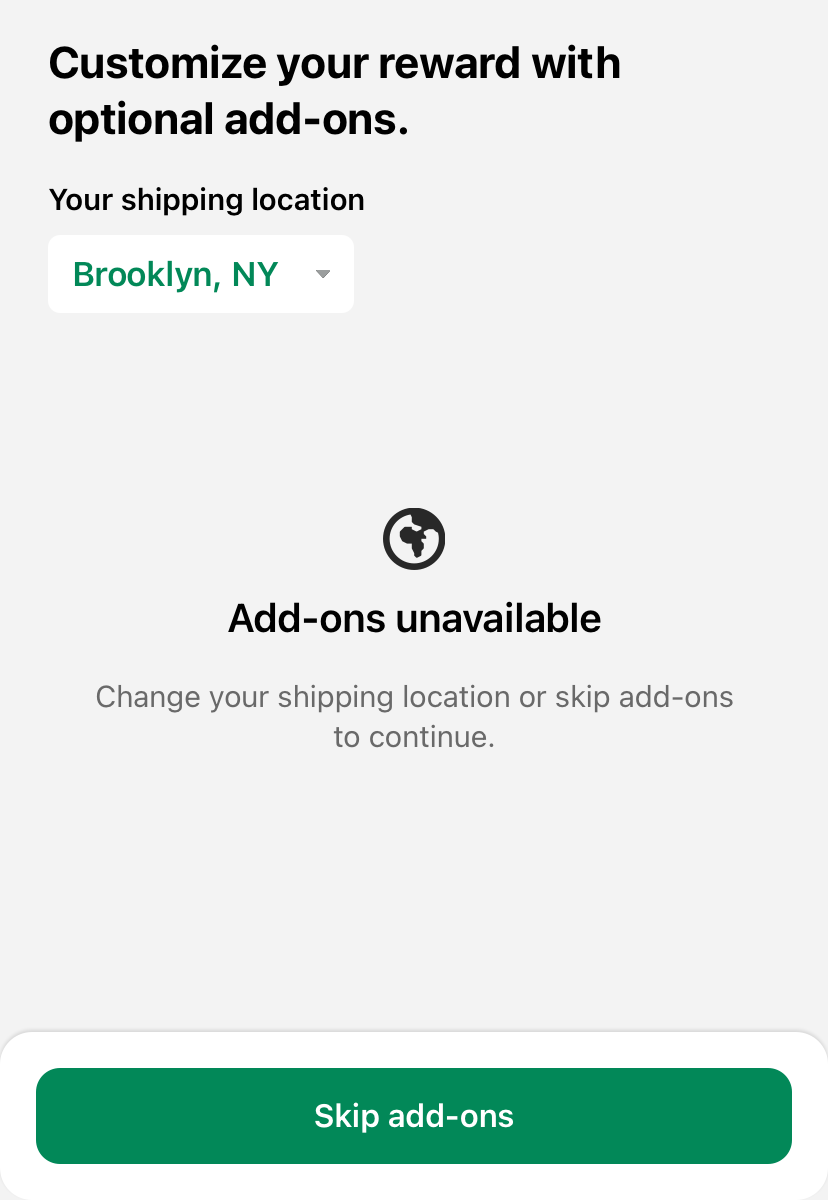 Customize your reward with
optional add-ons.
Your shipping location
Brooklyn, NY
Add-ons unavailable
Change your shipping location or skip add-ons
to continue.
Skip add-ons